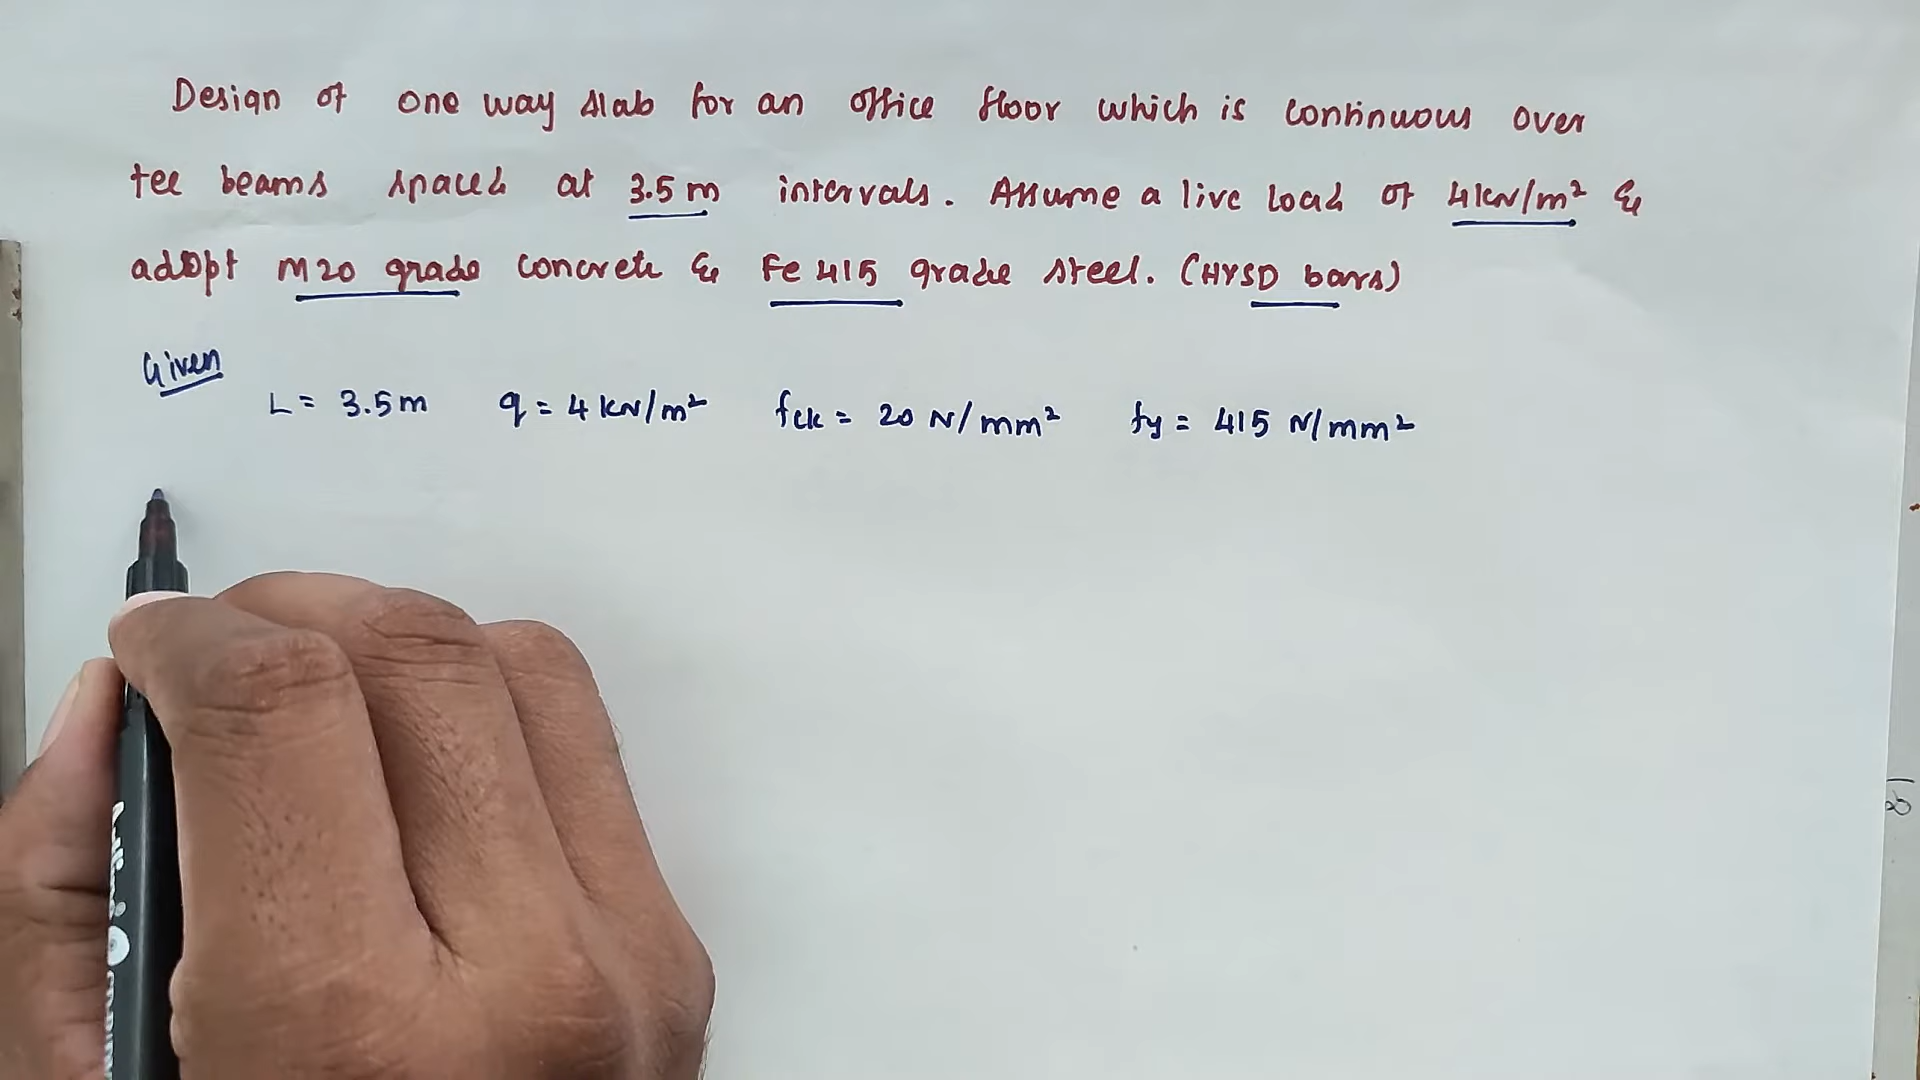 Design of one way slab for an office floor which is continuous over
tee beams spaced at 3.5 m intervals. Assume a live load of 4 kN/m² &
adopt M20 grade concrete & Fe 415 grade steel. (HYSD bars)
Given
L = 3.5 m q = 4 kN/m² fck = 20 N/mm² fy = 415 N/mm²